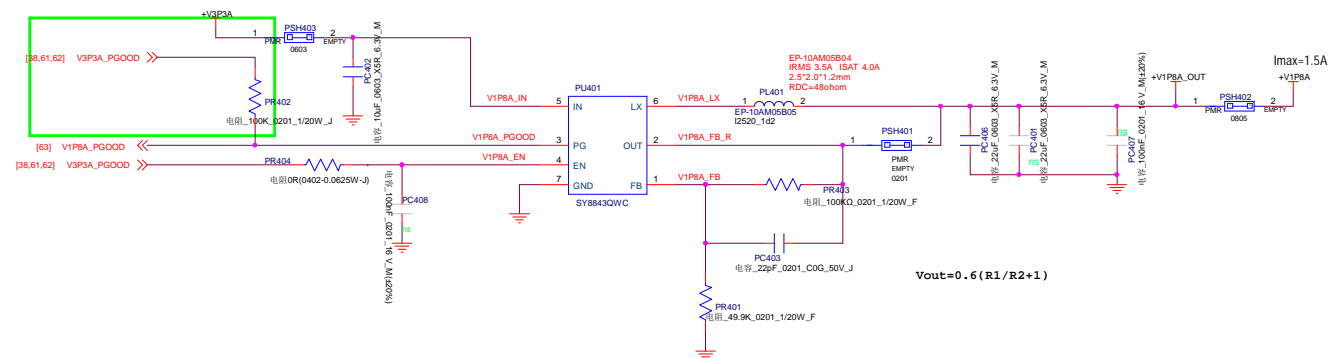 +V3P3A
1 PSH403 2
PMR EMPTY
0603
[38,61,62] V3P3A_PGOOD
PR402
电阻_100K_0201_1/20W_J
PC402
电容_10uF_0603_X5R_6.3V_M
[63] V1P8A_PGOOD
[38,61,62] V3P3A_PGOOD
PR404
电阻0R(0402-0.0625W-J)
PC408
电容_100nF_0201_16 V_M(±20%)
ns
V1P8A_IN
V1P8A_PGOOD
V1P8A_EN
PU401
5 IN LX 6
3 PG OUT 2
4 EN
7 GND FB 1
SY8843QWC
V1P8A_LX
V1P8A_FB_R
V1P8A_FB
EP-10AM05B04
IRMS 3.5A ISAT 4.0A
2.5*2.0*1.2mm
RDC=48ohm
1 PL401 2
EP-10AM05B05
I2520_1d2
1 PSH401 2
PMR
EMPTY
0201
PR403
电阻_100KΩ_0201_1/20W_F
PC403
电容_22pF_0201_C0G_50V_J
PR401
电阻_49.9K_0201_1/20W_F
PC406
电容_22uF_0603_X5R_6.3V_M
PC401
电容_22uF_0603_X5R_6.3V_M
ns
PC407
电容_100nF_0201_16 V_M(±20%)
ns
+V1P8A_OUT
1 PSH402 2
PMR EMPTY
0805
Imax=1.5A
+V1P8A
Vout=0.6(R1/R2+1)